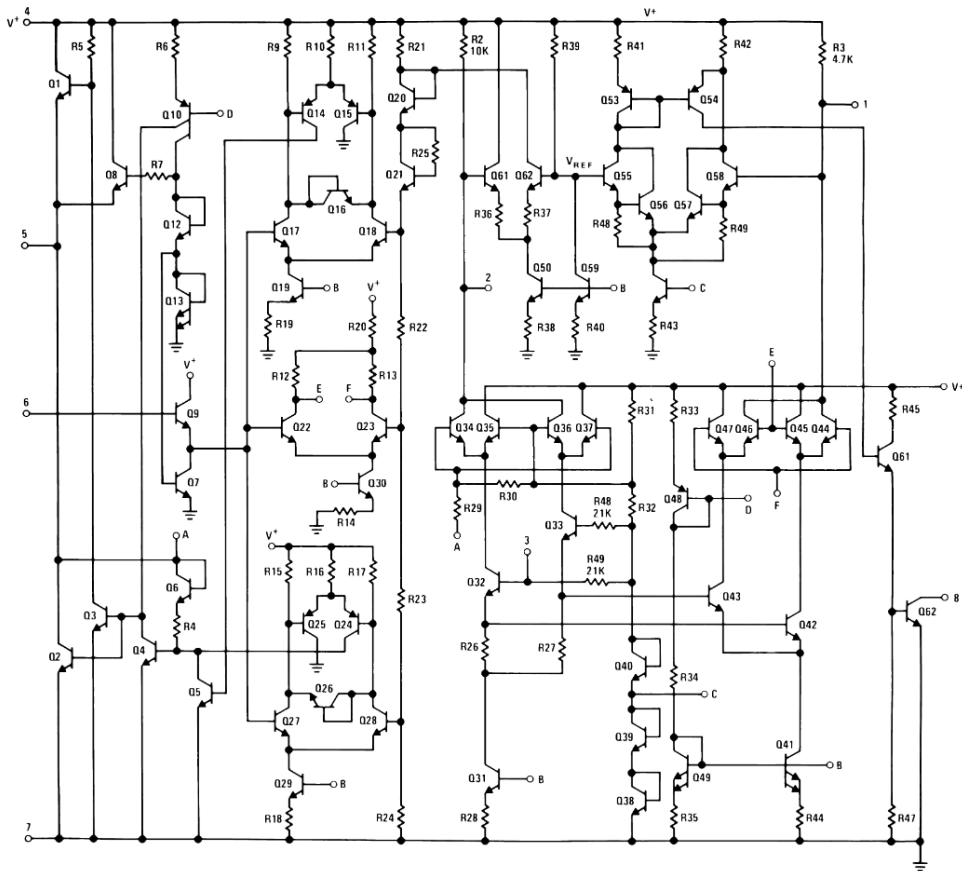 4
V+
V+
R5
R6
R9
R10
R11
R21
R2
10K
R39
R41
R42
R3
4.7K
Q1
Q10
D
Q14
Q15
Q20
Q53
Q54
1
R7
Q8
R25
Q21
VREF
Q61
Q62
Q55
Q56
Q57
Q58
Q16
R36
R37
R48
R49
Q12
Q17
Q18
5
Q13
Q19
B
2
Q50
Q59
B
C
R19
V+
R20
R22
R38
R40
R43
V+
R12
R13
E
V+
6
Q9
E
F
Q22
Q23
Q34
Q35
Q36
Q37
R31
R33
Q47
Q46
Q45
Q44
R45
Q7
B
Q30
R30
R29
A
R48
21K
R32
Q48
D
F
Q61
A
R14
V+
Q33
3
R49
21K
R15
R16
R17
Q6
R4
R23
Q32
Q43
8
Q62
Q3
Q2
Q4
Q5
Q25
Q24
R26
R27
Q42
Q40
R34
C
Q26
Q27
Q28
Q39
Q29
B
Q31
B
Q38
Q49
Q41
B
7
R18
R24
R28
R35
R44
R47